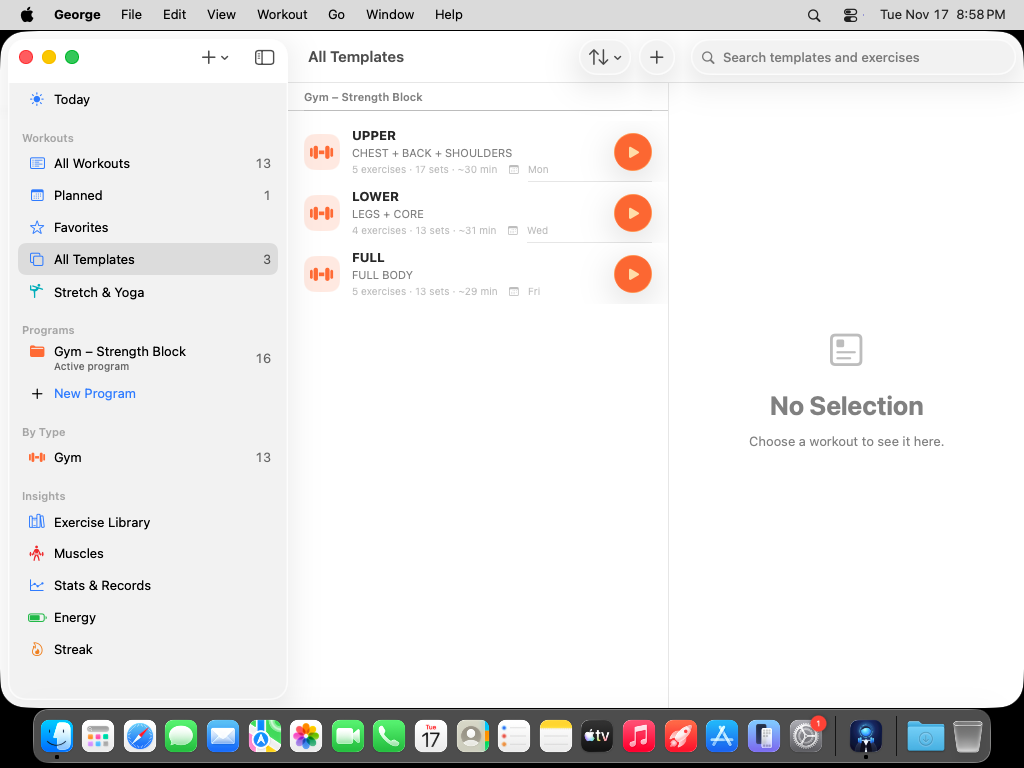 George File Edit View Workout Go Window Help Tue Nov 17 8:58 PM
All Templates
Search templates and exercises
Today
Workouts
All Workouts 13
Planned 1
Favorites
All Templates 3
Stretch & Yoga
Programs
Gym – Strength Block 16
Active program
New Program
By Type
Gym 13
Insights
Exercise Library
Muscles
Stats & Records
Energy
Streak
Gym – Strength Block
UPPER
CHEST + BACK + SHOULDERS
5 exercises · 17 sets · ~30 min Mon
LOWER
LEGS + CORE
4 exercises · 13 sets · ~31 min Wed
FULL
FULL BODY
5 exercises · 13 sets · ~29 min Fri
No Selection
Choose a workout to see it here.
Tue
17
tv
1